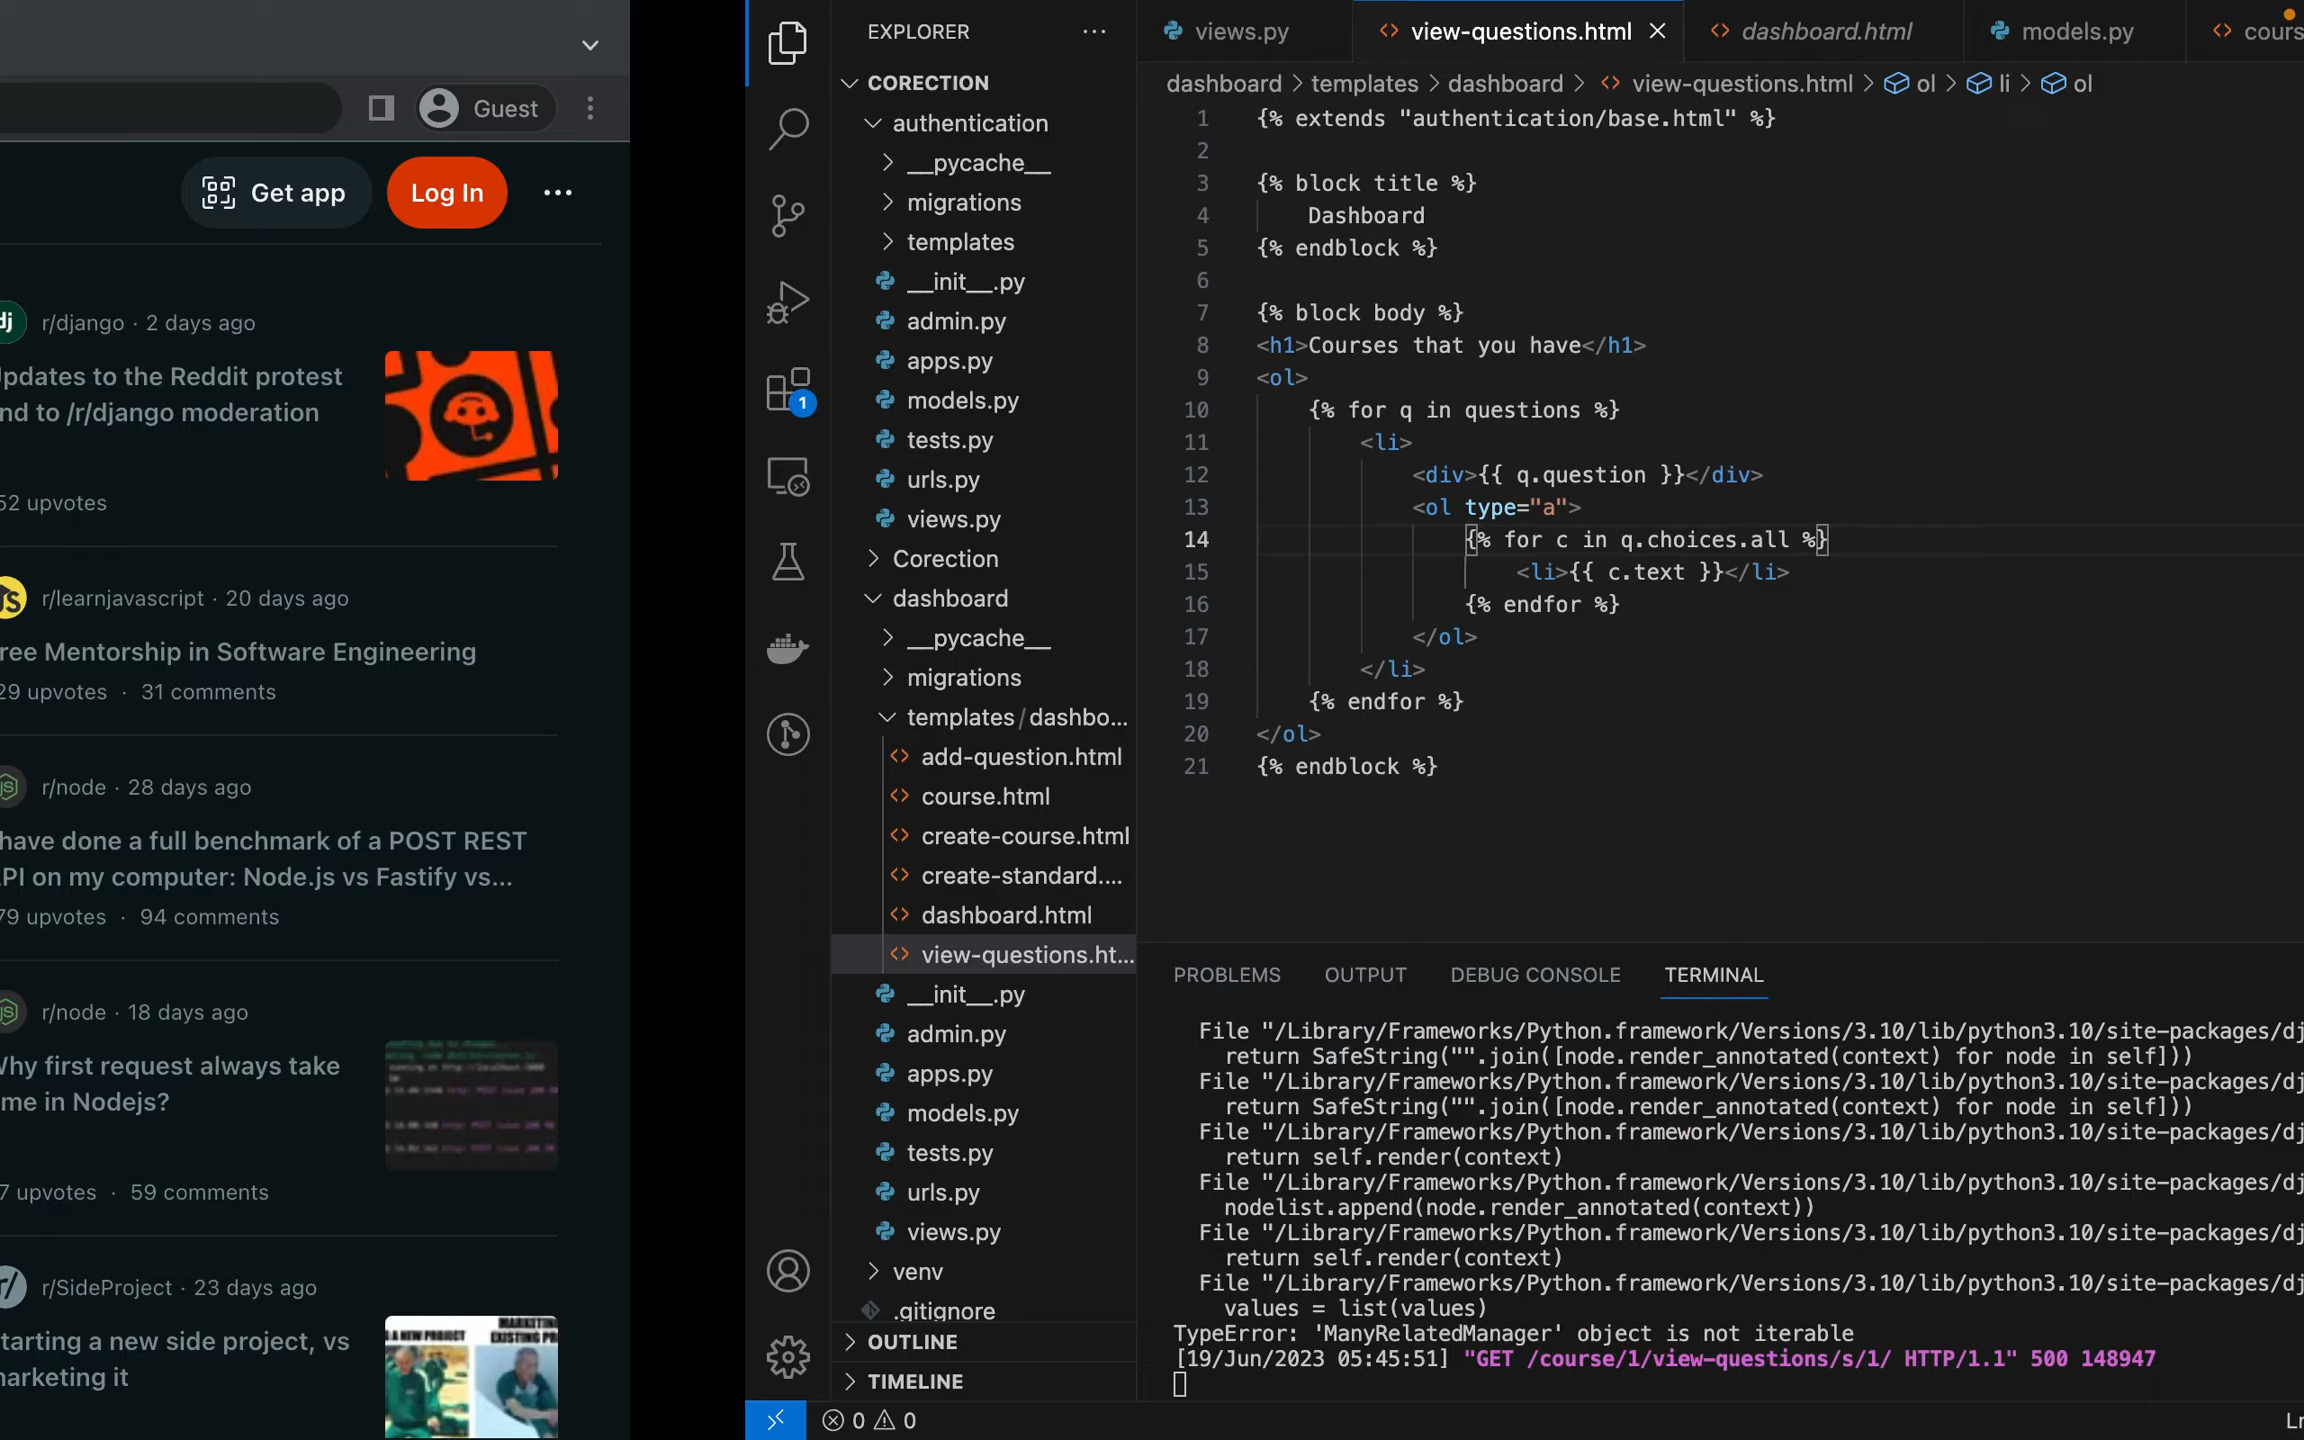 Guest
Get app
Log In
r/django · 2 days ago
pdates to the Reddit protest
nd to /r/django moderation
52 upvotes
r/learnjavascript · 20 days ago
ree Mentorship in Software Engineering
29 upvotes · 31 comments
r/node · 28 days ago
have done a full benchmark of a POST REST
PI on my computer: Node.js vs Fastify vs...
79 upvotes · 94 comments
r/node · 18 days ago
Why first request always take
me in Nodejs?
7 upvotes · 59 comments
r/SideProject · 23 days ago
tarting a new side project, vs
arketing it
EXPLORER
CORECTION
authentication
__pycache__
migrations
templates
__init__.py
admin.py
apps.py
models.py
tests.py
urls.py
views.py
Corection
dashboard
__pycache__
migrations
templates/dashbo...
add-question.html
course.html
create-course.html
create-standard....
dashboard.html
view-questions.ht...
__init__.py
admin.py
apps.py
models.py
tests.py
urls.py
views.py
venv
.gitignore
OUTLINE
TIMELINE
1
views.py view-questions.html dashboard.html models.py cours
dashboard > templates > dashboard > view-questions.html > ol > li > ol
1 {% extends "authentication/base.html" %}
2
3 {% block title %}
4 Dashboard
5 {% endblock %}
6
7 {% block body %}
8 <h1>Courses that you have</h1>
9 <ol>
10 {% for q in questions %}
11 <li>
12 <div>{{ q.question }}</div>
13 <ol type="a">
14 {% for c in q.choices.all %}
15 <li>{{ c.text }}</li>
16 {% endfor %}
17 </ol>
18 </li>
19 {% endfor %}
20 </ol>
21 {% endblock %}
PROBLEMS OUTPUT DEBUG CONSOLE TERMINAL
File "/Library/Frameworks/Python.framework/Versions/3.10/lib/python3.10/site-packages/dj
return SafeString("".join([node.render_annotated(context) for node in self]))
File "/Library/Frameworks/Python.framework/Versions/3.10/lib/python3.10/site-packages/dj
return SafeString("".join([node.render_annotated(context) for node in self]))
File "/Library/Frameworks/Python.framework/Versions/3.10/lib/python3.10/site-packages/dj
return self.render(context)
File "/Library/Frameworks/Python.framework/Versions/3.10/lib/python3.10/site-packages/dj
nodelist.append(node.render_annotated(context))
File "/Library/Frameworks/Python.framework/Versions/3.10/lib/python3.10/site-packages/dj
return self.render(context)
File "/Library/Frameworks/Python.framework/Versions/3.10/lib/python3.10/site-packages/dj
values = list(values)
TypeError: 'ManyRelatedManager' object is not iterable
[19/Jun/2023 05:45:51] "GET /course/1/view-questions/s/1/ HTTP/1.1" 500 148947
0 0
Ln